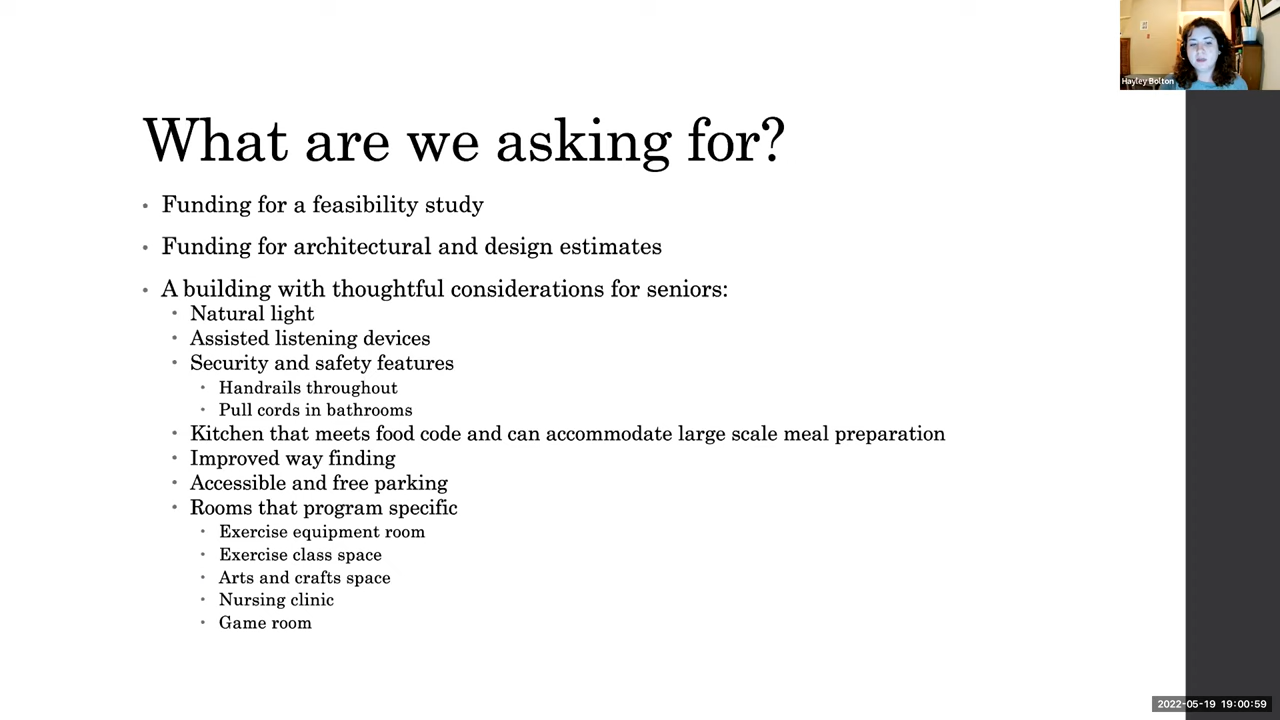 Hayley Bolton
What are we asking for?
• Funding for a feasibility study
• Funding for architectural and design estimates
• A building with thoughtful considerations for seniors:
• Natural light
• Assisted listening devices
• Security and safety features
• Handrails throughout
• Pull cords in bathrooms
• Kitchen that meets food code and can accommodate large scale meal preparation
• Improved way finding
• Accessible and free parking
• Rooms that program specific
• Exercise equipment room
• Exercise class space
• Arts and crafts space
• Nursing clinic
• Game room
2022-05-19 19:00:59